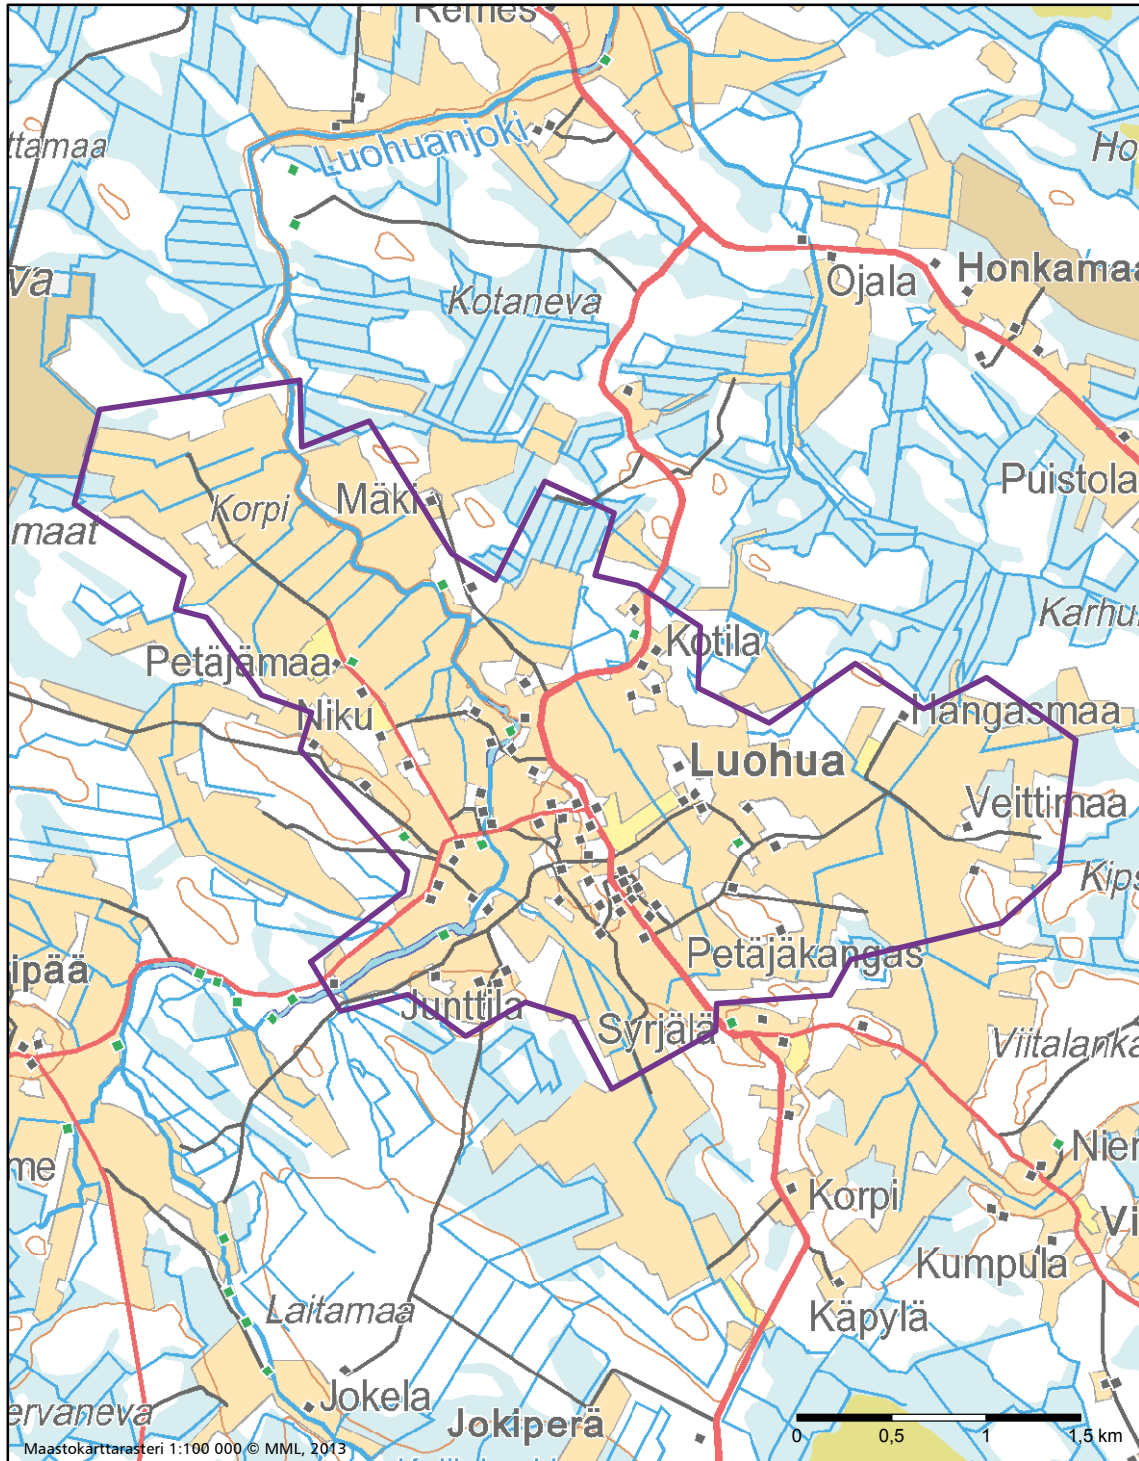 Remes
ttamaa
Luohuanjoki
Ho
va
Kotaneva
Ojala
Honkamaa
Puistola
Mäki
Korpi
maat
Karhu
Kotila
Petäjämaa
Niku
Hangasmaa
Luohua
Veittimaa
Kips
Petäjäkangas
ipää
Junttila
Syrjälä
Viitalanka
Nier
me
Korpi
Vi
Kumpula
Laitamaa
Käpylä
Jokela
ervaneva
Jokiperä
0 0,5 1 1,5 km
Maastokarttarasteri 1:100 000 © MML, 2013